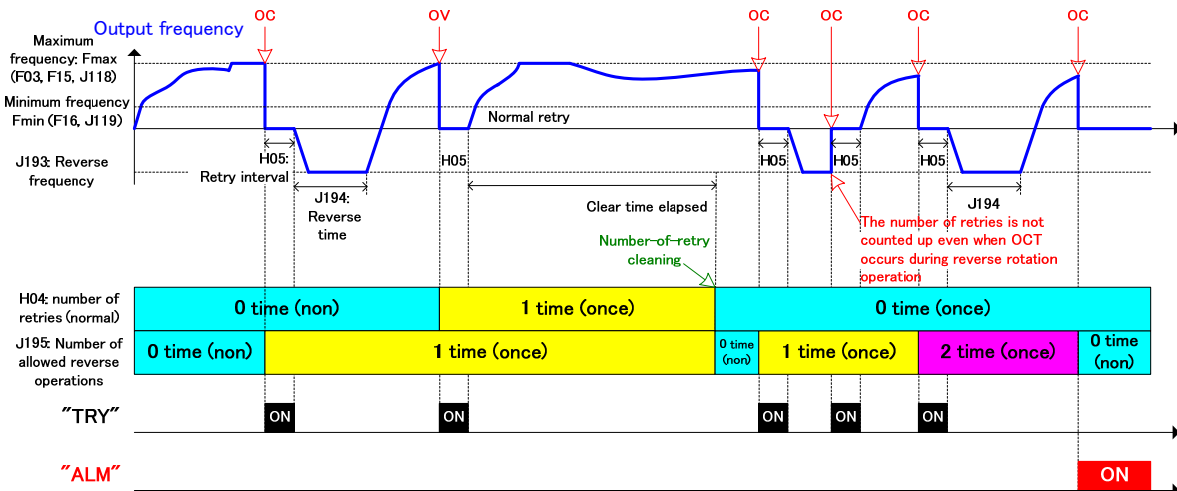 OC
OV
OC
OC
OC
OC
Output frequency
Maximum
frequency: Fmax
(F03, F15, J118)
Minimum frequency
Fmin (F16, J119)
Normal retry
J193: Reverse
frequency
H05:
Retry interval
H05
H05
H05
H05
J194:
Reverse
time
J194
Clear time elapsed
The number of retries is not
counted up even when OCT
occurs during reverse rotation
operation
Number-of-retry
cleaning
H04: number of
retries (normal)
0 time (non)
1 time (once)
0 time (once)
J195: Number of
allowed reverse
operations
0 time (non)
1 time (once)
0 time
(non)
1 time (once)
2 time (once)
0 time
(non)
"TRY"
ON
ON
ON
ON
ON
"ALM"
ON